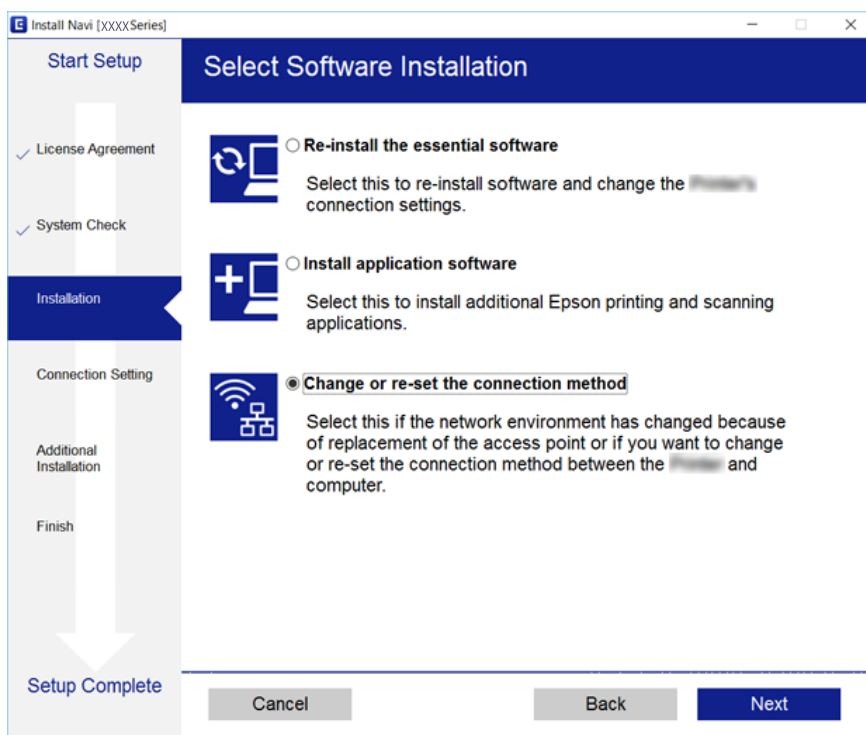 Install Navi [XXXXSeries]
Start Setup
License Agreement
System Check
Installation
Connection Setting
Additional
Installation
Finish
Setup Complete
Select Software Installation
Re-install the essential software
Select this to re-install software and change the
connection settings.
Install application software
Select this to install additional Epson printing and scanning
applications.
Change or re-set the connection method
Select this if the network environment has changed because
of replacement of the access point or if you want to change
or re-set the connection method between the and
computer.
Cancel
Back
Next